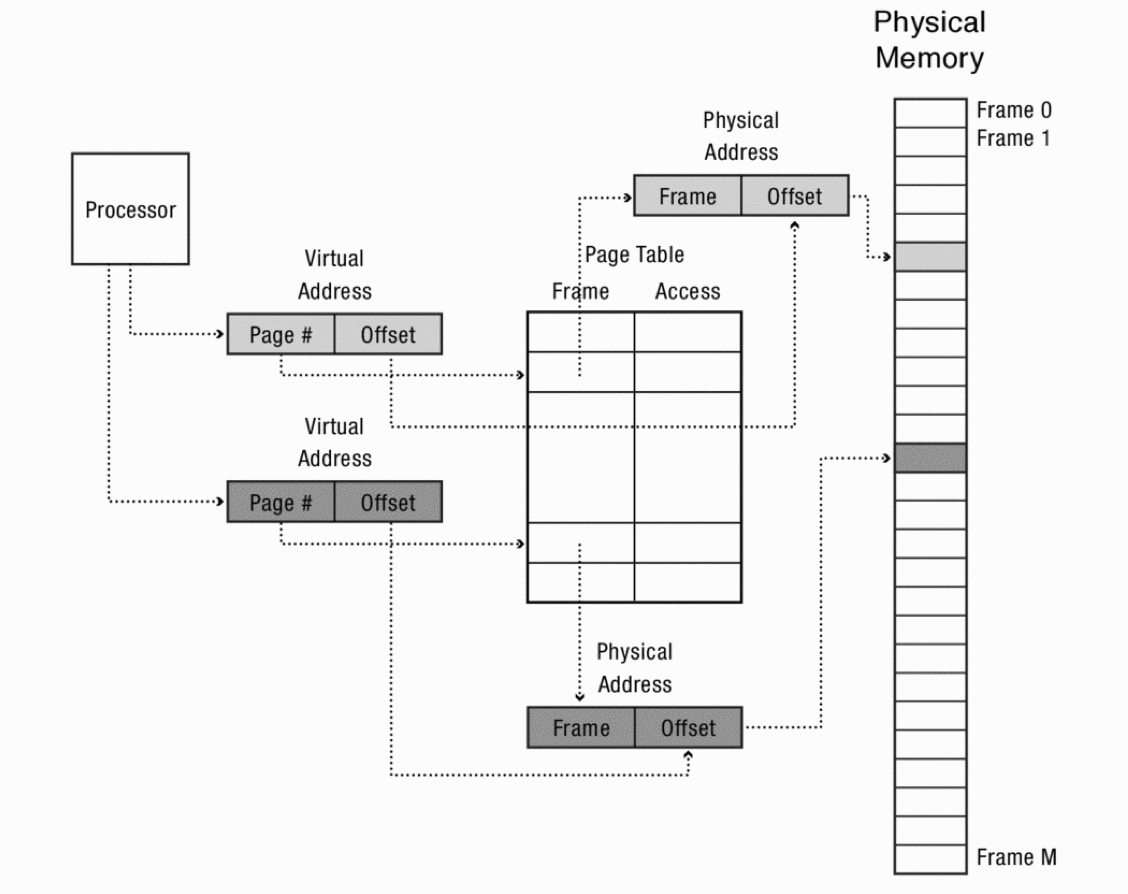 Physical
Memory
Frame 0
Frame 1
Physical
Address
Frame Offset
Processor
Virtual
Address
Page Table
Frame Access
Page # Offset
Virtual
Address
Page # Offset
Physical
Address
Frame Offset
Frame M